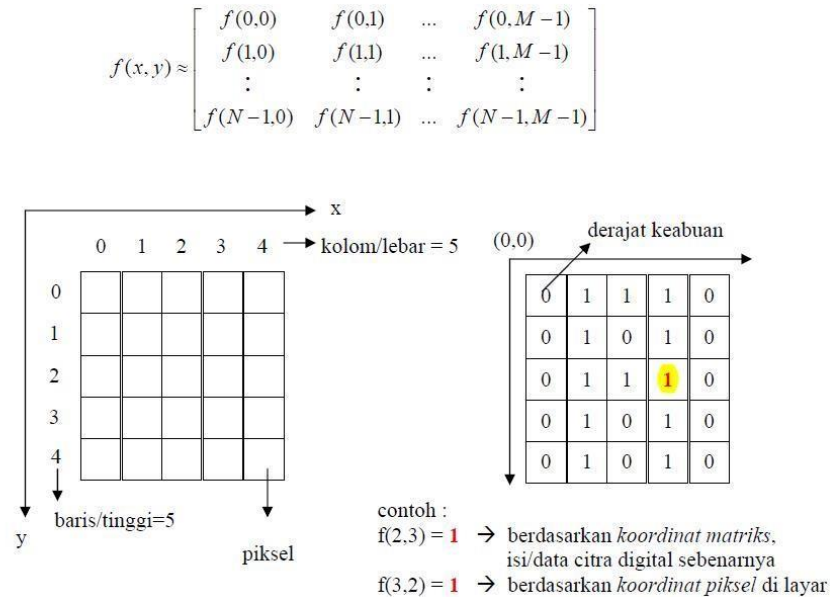 f(x, y) ≈ [ f(0,0) f(0,1) ... f(0, M −1)
f(1,0) f(1,1) ... f(1, M −1)
⋮ ⋮ ⋮ ⋮
f(N −1,0) f(N −1,1) ... f(N −1, M −1) ]
x
0 1 2 3 4 → kolom/lebar = 5
0
1
2
3
4
baris/tinggi=5
y
piksel
(0,0)
derajat keabuan
0 1 1 1 0
0 1 0 1 0
0 1 1 1 0
0 1 0 1 0
0 1 0 1 0
contoh :
f(2,3) = 1 → berdasarkan koordinat matriks,
isi/data citra digital sebenarnya
f(3,2) = 1 → berdasarkan koordinat piksel di layar